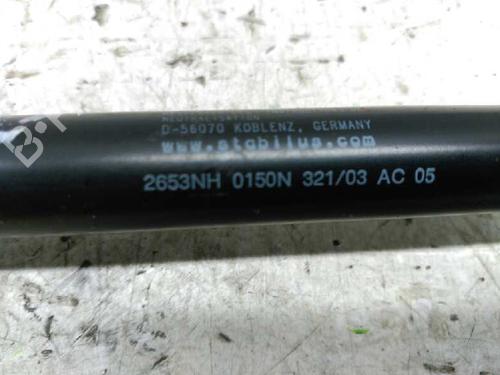 D-56070 KOBLENZ, GERMANY
www.stabilus.com
2653NH 0150N 321/03 AC 05